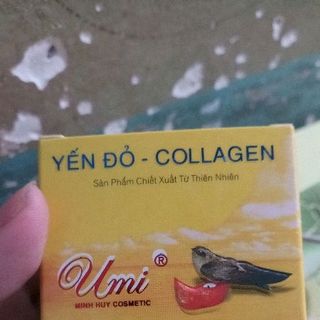 YẾN ĐỎ - COLLAGEN
Sản Phẩm Chiết Xuất Từ Thiên Nhiên
Umi ®
MINH HUY COSMETIC